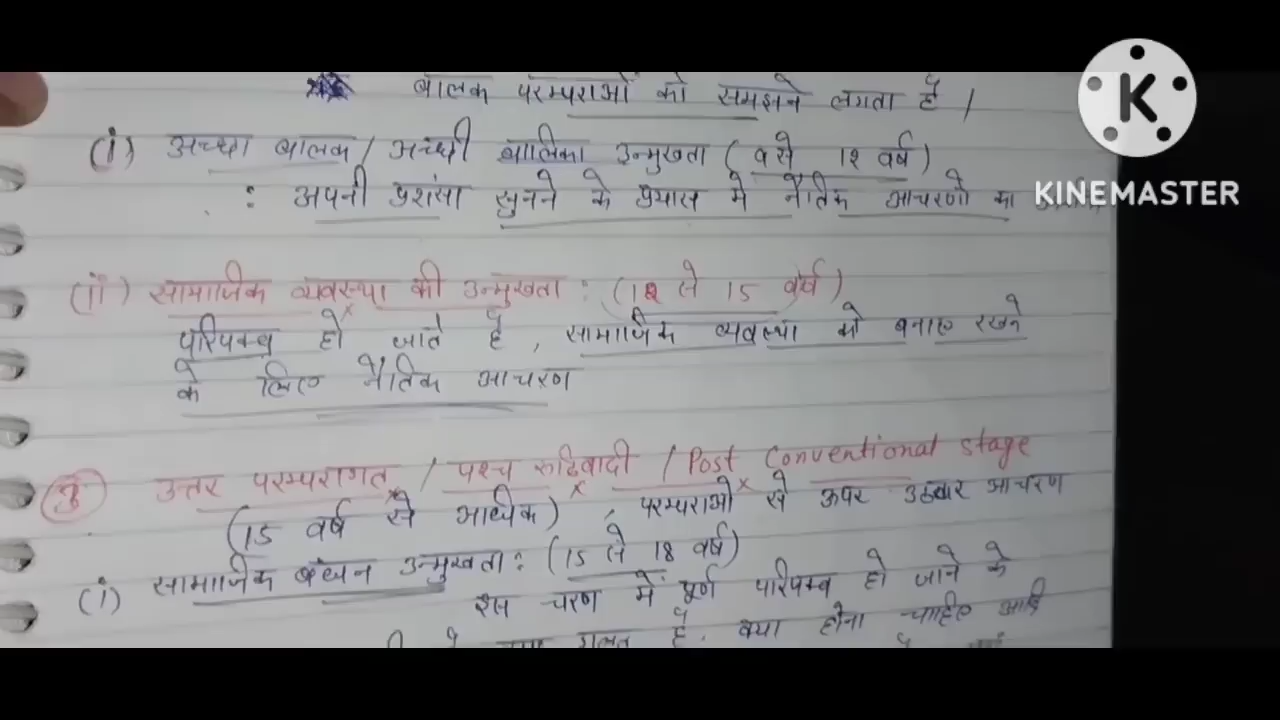 बालक परम्पराओं को समझने लगता है ।
(i) अच्छा बालक / अच्छी बालिका उन्मुखता (9 से 12 वर्ष)
: अपनी प्रशंसा सुनने के प्रयास मे नैतिक आचरणो का
(ii) सामाजिक व्यवस्था की उन्मुखता : (12 से 15 वर्ष)
परिपक्व हो जाते है , सामाजिक व्यवस्था को बनाए रखने
के लिए नैतिक आचरण
③ उत्तर परम्परागत / पश्च रूढिवादी / Post Conventional stage
(15 वर्ष से अधिक) , परम्पराओ से ऊपर उठकर आचरण
(i) सामाजिक बंधन उन्मुखता : (15 से 18 वर्ष)
इस चरण में पूर्ण परिपक्व हो जाने के
गलत है, क्या होना चाहिए आदि
K
KINEMASTER